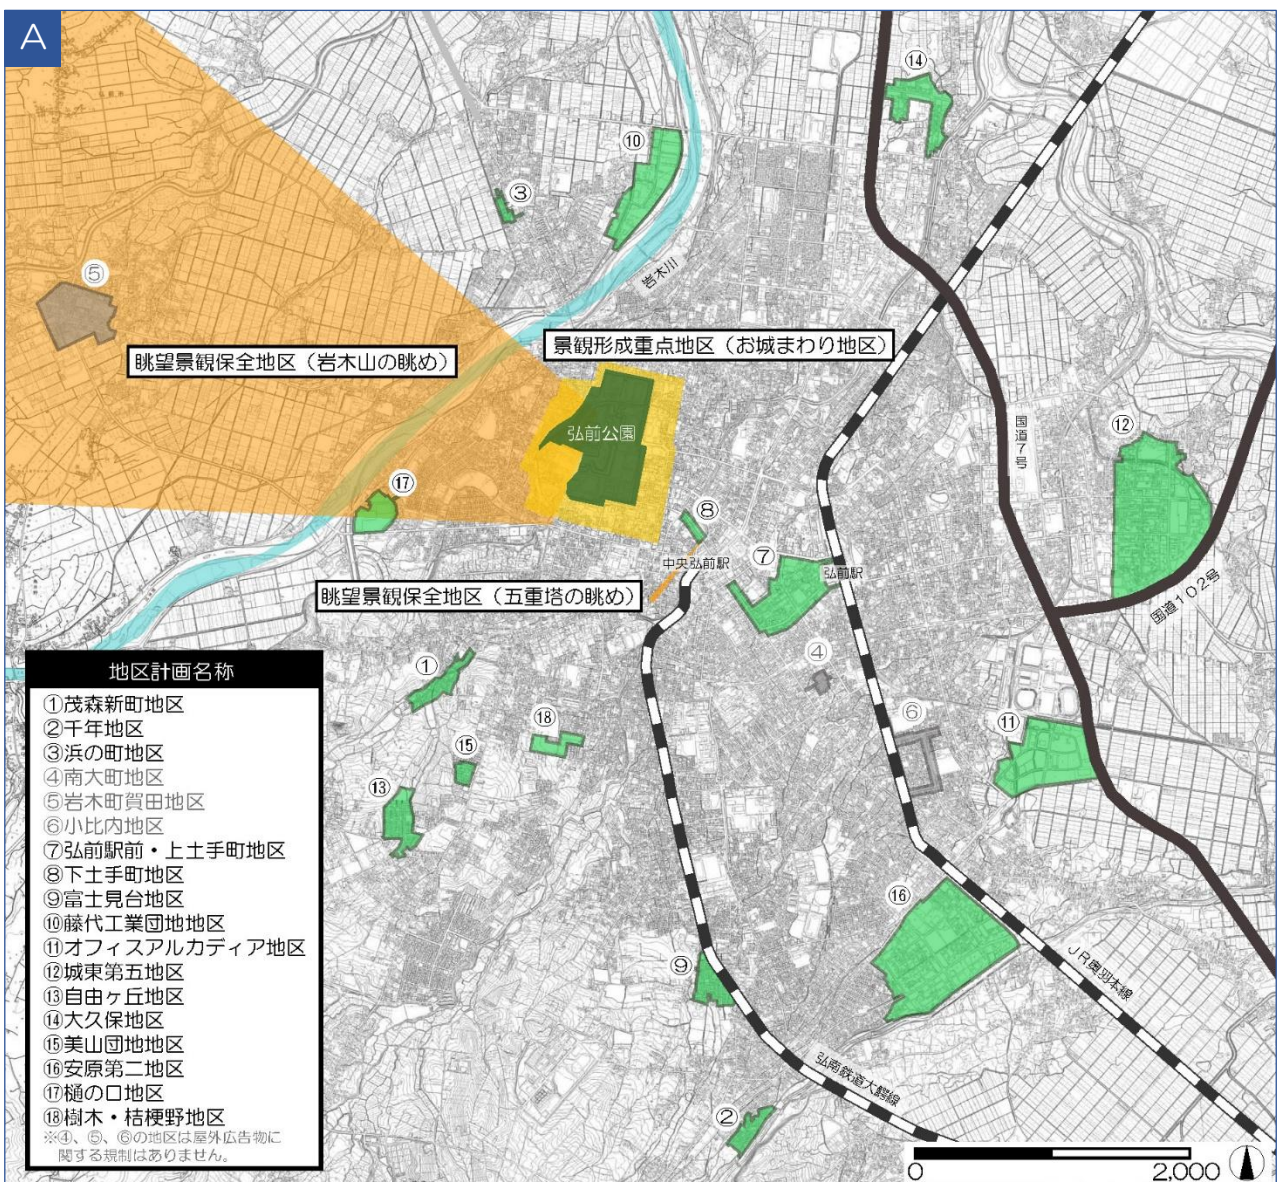 A
⑭
⑩
③
岩木川
⑤
眺望景観保全地区（岩木山の眺め）
景観形成重点地区（お城まわり地区）
弘前公園
国道７号
⑫
⑰
⑧
中央弘前駅
⑦
弘前駅
国道１０２号
眺望景観保全地区（五重塔の眺め）
④
①
⑱
⑮
⑥
⑪
⑬
⑯
⑨
ＪＲ奥羽本線
弘南鉄道大鰐線
②
地区計画名称
①茂森新町地区
②千年地区
③浜の町地区
④南大町地区
⑤岩木町賀田地区
⑥小比内地区
⑦弘前駅前・上土手町地区
⑧下土手町地区
⑨富士見台地区
⑩藤代工業団地地区
⑪オフィスアルカディア地区
⑫城東第五地区
⑬自由ヶ丘地区
⑭大久保地区
⑮美山団地地区
⑯安原第二地区
⑰樋の口地区
⑱樹木・桔梗野地区
※④、⑤、⑥の地区は屋外広告物に
関する規制はありません。
0 2,000